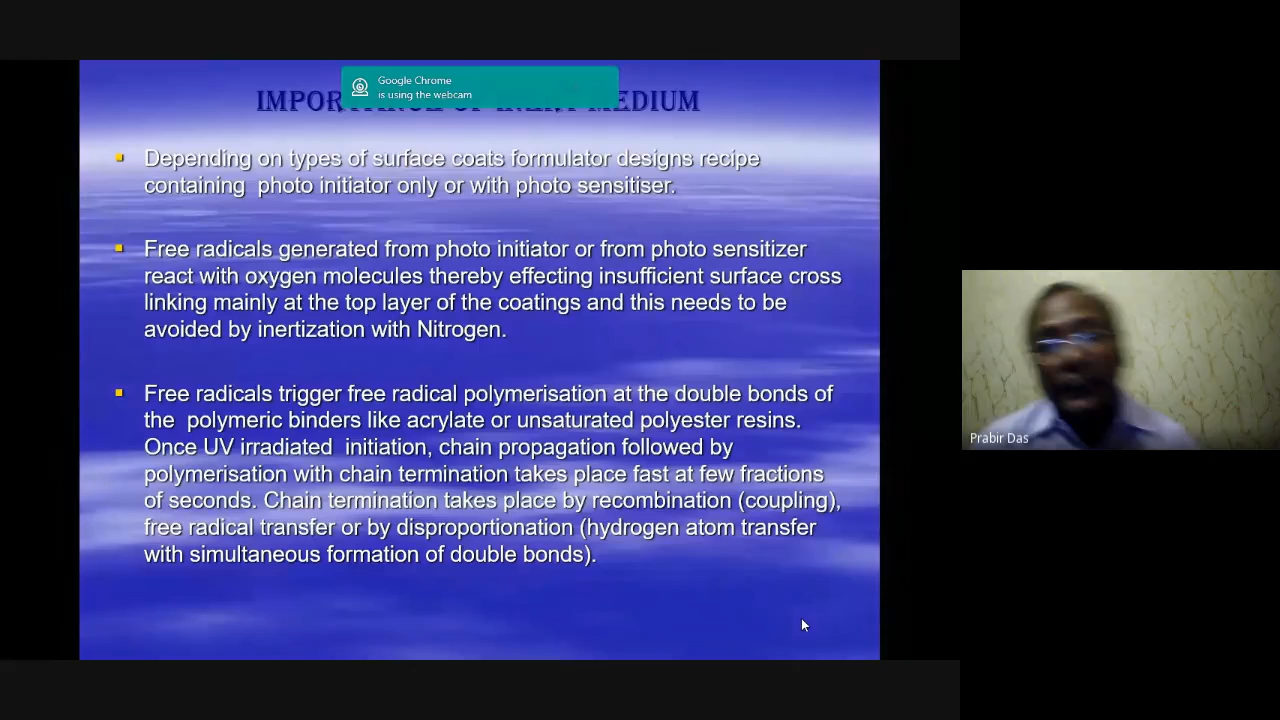 Google Chrome
is using the webcam
MEDIUM
Depending on types of surface coats formulator designs recipe
containing photo initiator only or with photo sensitiser.
Free radicals generated from photo initiator or from photo sensitizer
react with oxygen molecules thereby effecting insufficient surface cross
linking mainly at the top layer of the coatings and this needs to be
avoided by inertization with Nitrogen.
Free radicals trigger free radical polymerisation at the double bonds of
the polymeric binders like acrylate or unsaturated polyester resins.
Once UV irradiated initiation, chain propagation followed by
polymerisation with chain termination takes place fast at few fractions
of seconds. Chain termination takes place by recombination (coupling),
free radical transfer or by disproportionation (hydrogen atom transfer
with simultaneous formation of double bonds).
Prabir Das